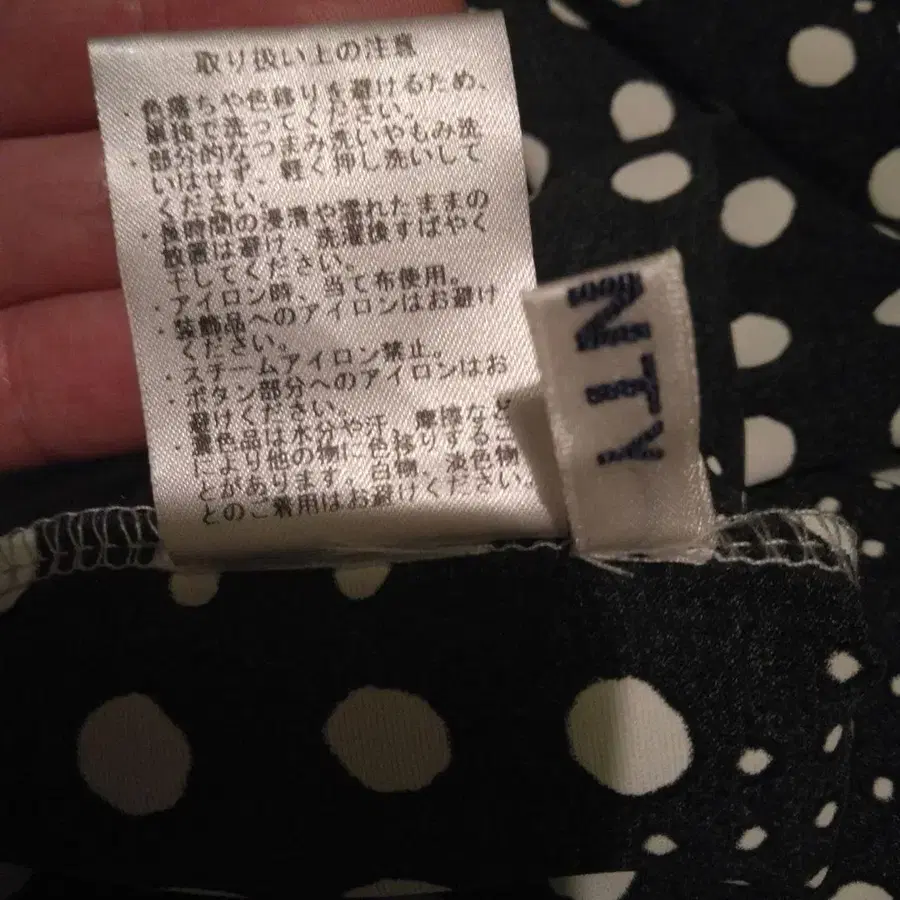 取り扱い上の注意
・色落ちや色移りを避けるため、
単独で洗ってください。
・部分的なつまみ洗いやもみ洗
いはせず、軽く押し洗いして
ください。
・長時間の浸漬や濡れたままの
放置は避け、洗濯後すばやく
干してください。
・アイロン時、当て布使用。
・装飾品へのアイロンはお避け
ください。
・スチームアイロン禁止。
・ボタン部分へのアイロンはお
避けください。
・濃色品は水分や汗、摩擦など
により他の物に色移りするこ
とがあります。白物、淡色物
とのご着用はお避けください。
NTY